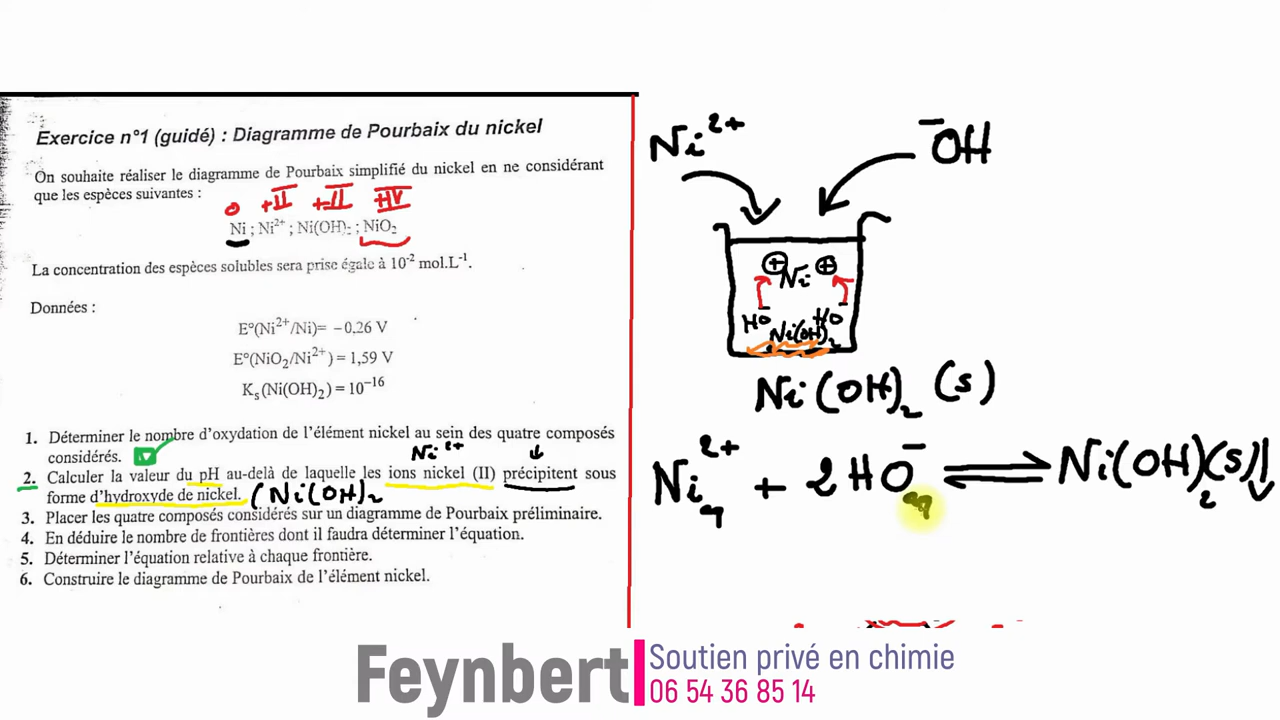 Exercice n°1 (guidé) : Diagramme de Pourbaix du nickel
On souhaite réaliser le diagramme de Pourbaix simplifié du nickel en ne considérant
que les espèces suivantes :
0 +II +II +IV
Ni ; Ni²⁺ ; Ni(OH)₂ ; NiO₂
La concentration des espèces solubles sera prise égale à 10⁻² mol.L⁻¹.
Données :
E°(Ni²⁺/Ni)= −0,26 V
E°(NiO₂/Ni²⁺) = 1,59 V
Kₛ(Ni(OH)₂) = 10⁻¹⁶
1. Déterminer le nombre d'oxydation de l'élément nickel au sein des quatre composés
considérés.
Ni²⁺ ↓
2. Calculer la valeur du pH au-delà de laquelle les ions nickel (II) précipitent sous
forme d'hydroxyde de nickel. (Ni(OH)₂
3. Placer les quatre composés considérés sur un diagramme de Pourbaix préliminaire.
4. En déduire le nombre de frontières dont il faudra déterminer l'équation.
5. Déterminer l'équation relative à chaque frontière.
6. Construire le diagramme de Pourbaix de l'élément nickel.
Ni²⁺ ⁻OH
⊕ Ni ⊕
HO⁻ HO⁻
Ni(OH)₂
Ni(OH)₂ (s)
Ni²⁺aq + 2HO⁻aq ⇌ Ni(OH)₂(s)↓
Feynbert
Soutien privé en chimie
06 54 36 85 14